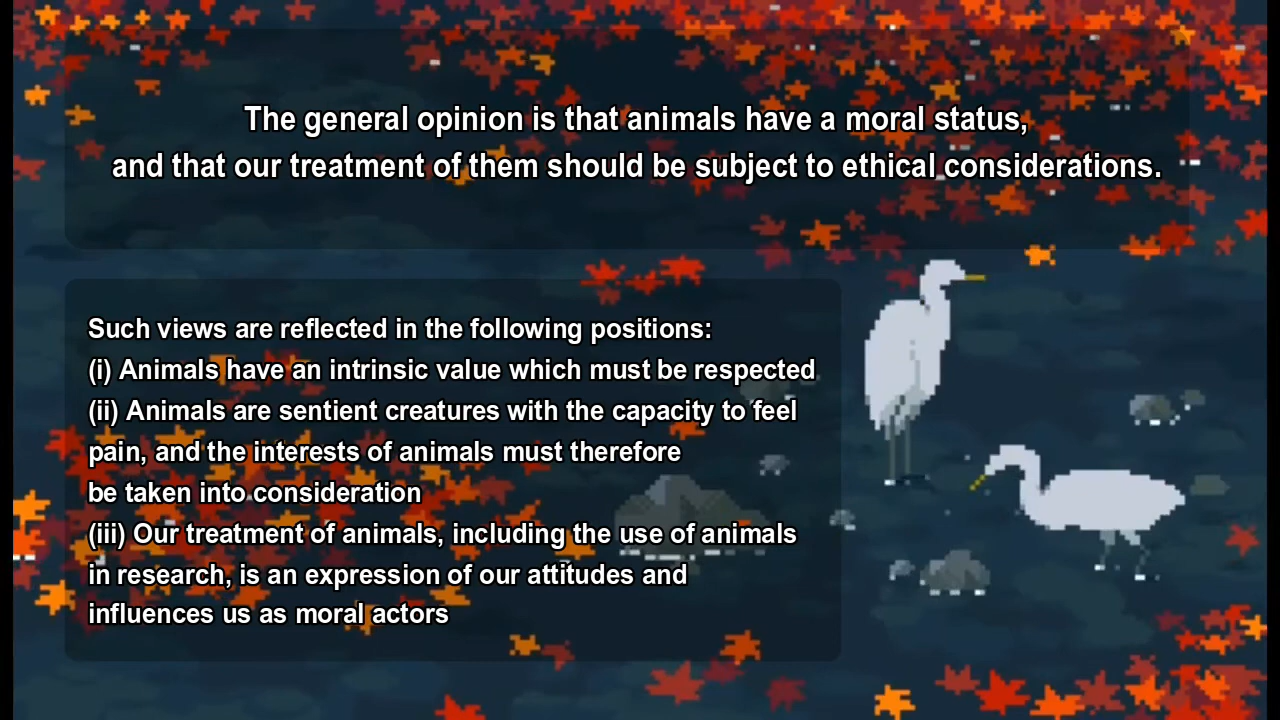 The general opinion is that animals have a moral status,
and that our treatment of them should be subject to ethical considerations.
Such views are reflected in the following positions:
(i) Animals have an intrinsic value which must be respected
(ii) Animals are sentient creatures with the capacity to feel
pain, and the interests of animals must therefore
be taken into consideration
(iii) Our treatment of animals, including the use of animals
in research, is an expression of our attitudes and
influences us as moral actors